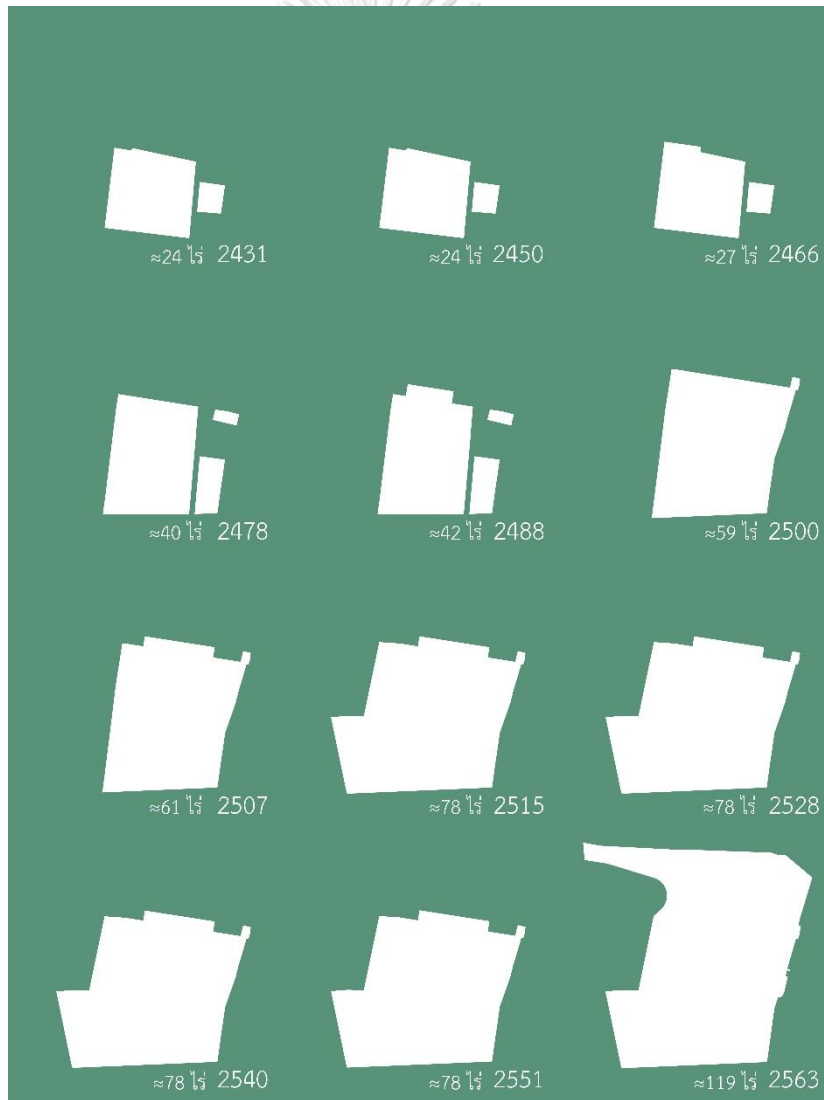 ≈24 ไร่ 2431
≈24 ไร่ 2450
≈27 ไร่ 2466
≈40 ไร่ 2478
≈42 ไร่ 2488
≈59 ไร่ 2500
≈61 ไร่ 2507
≈78 ไร่ 2515
≈78 ไร่ 2528
≈78 ไร่ 2540
≈78 ไร่ 2551
≈119 ไร่ 2563